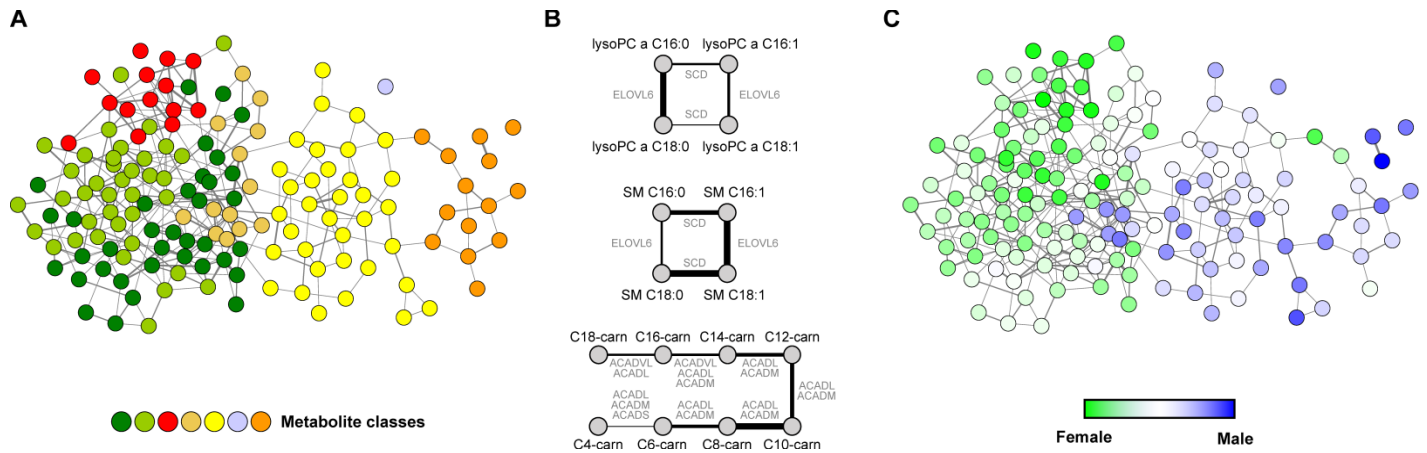 A
B
C
lysoPC a C16:0 lysoPC a C16:1
SCD
ELOVL6 ELOVL6
SCD
lysoPC a C18:0 lysoPC a C18:1
SM C16:0 SM C16:1
SCD
ELOVL6 ELOVL6
SCD
SM C18:0 SM C18:1
C18-carn C16-carn C14-carn C12-carn
ACADVL ACADVL ACADL
ACADL ACADL ACADM
ACADM
ACADL
ACADM
ACADL
ACADM ACADL ACADL
ACADS ACADM ACADM
C4-carn C6-carn C8-carn C10-carn
Metabolite classes
Female Male